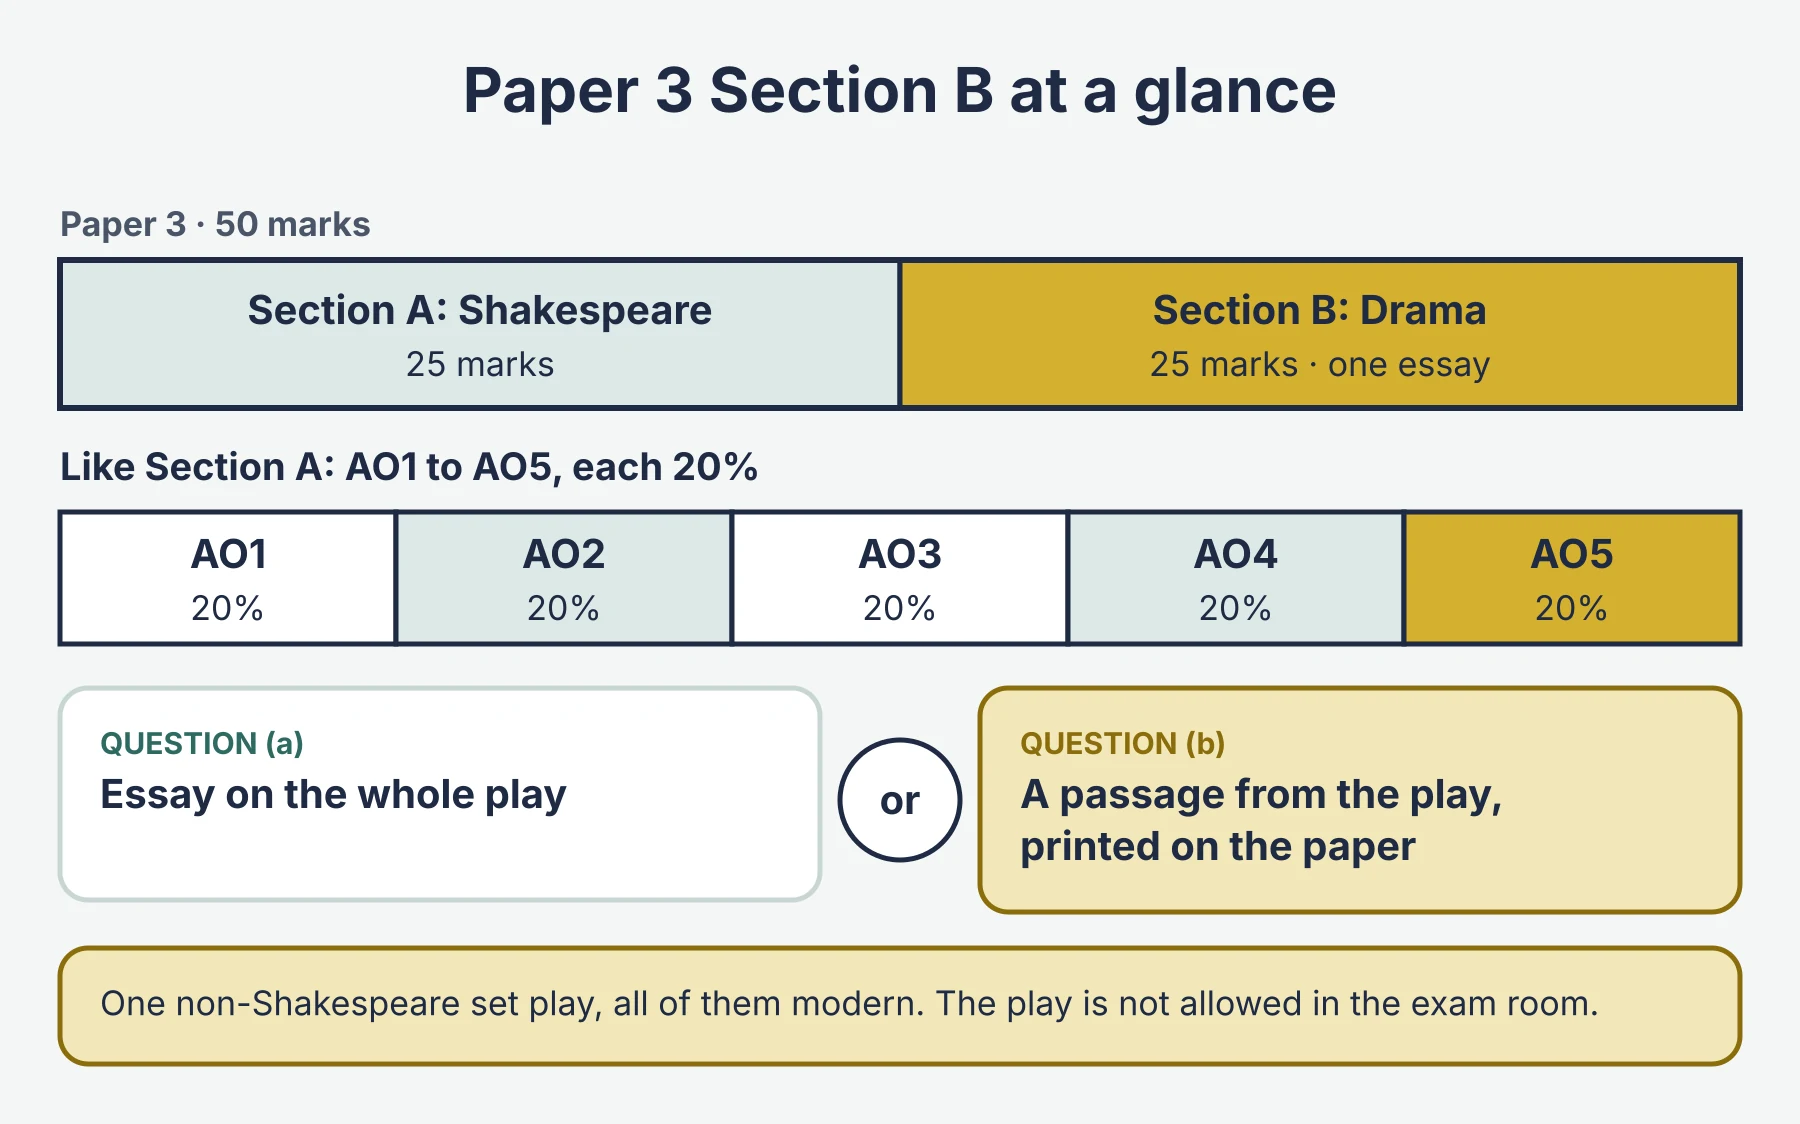 Paper 3 Section B at a glance
Paper 3 · 50 marks
Section A: Shakespeare
25 marks
Section B: Drama
25 marks · one essay
Like Section A: AO1 to AO5, each 20%
AO1
20%
AO2
20%
AO3
20%
AO4
20%
AO5
20%
QUESTION (a)
Essay on the whole play
or
QUESTION (b)
A passage from the play,
printed on the paper
One non-Shakespeare set play, all of them modern. The play is not allowed in the exam room.